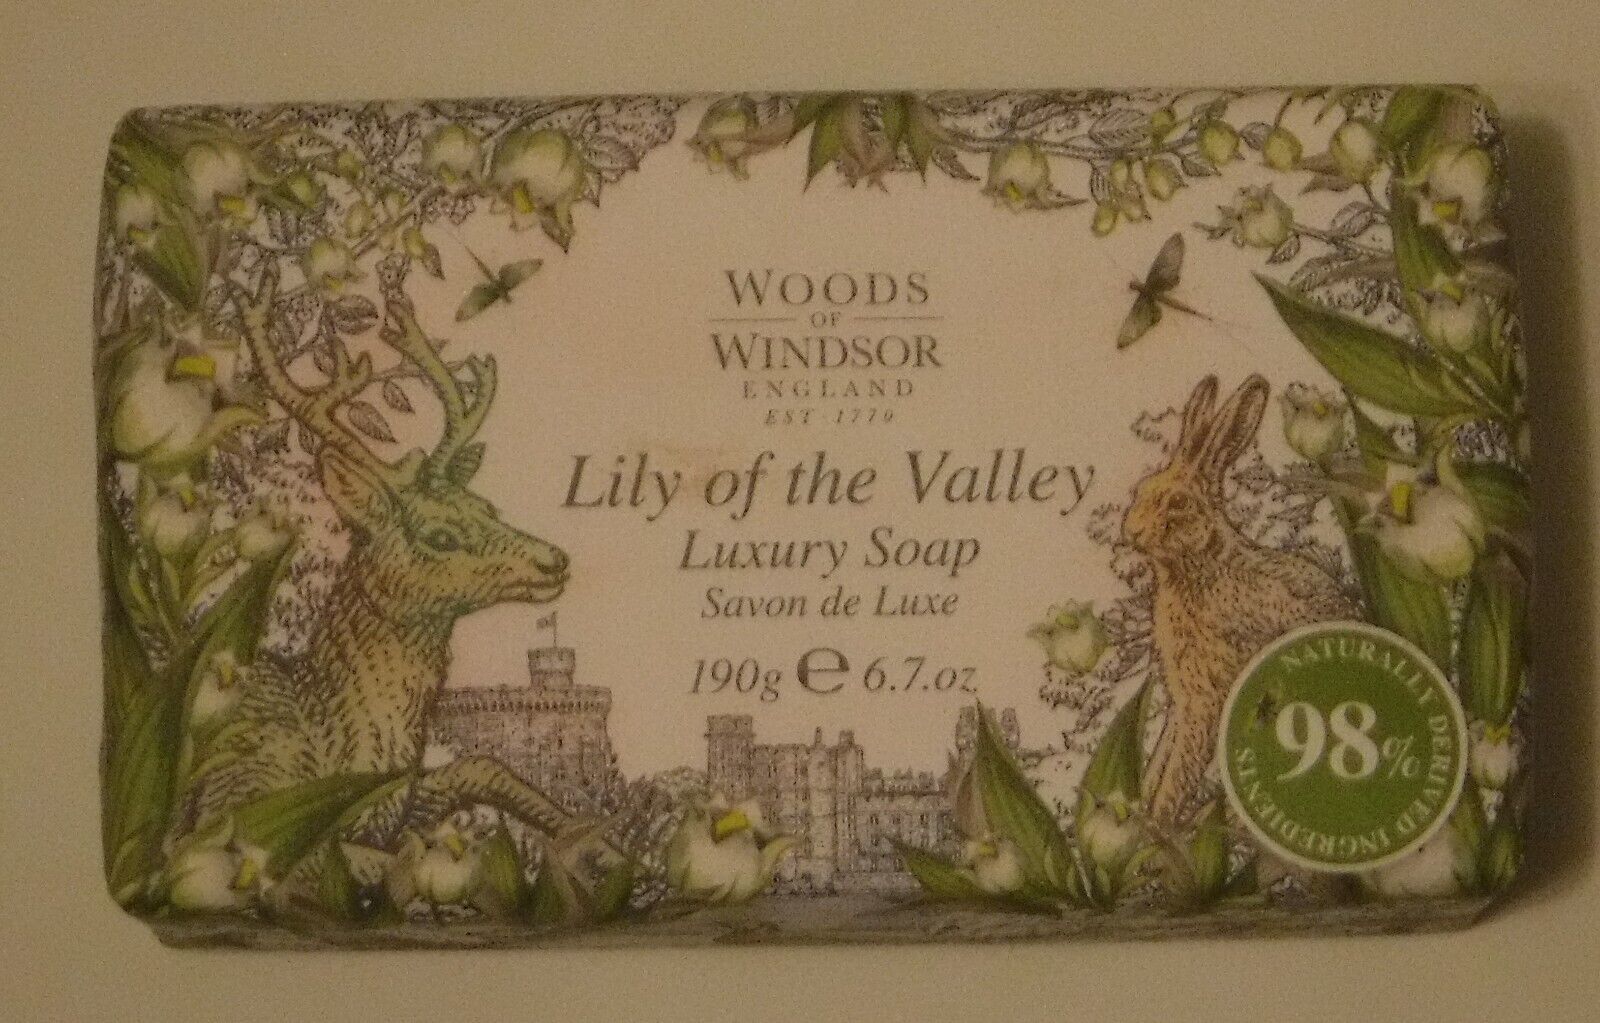 WOODS
OF
WINDSOR
ENGLAND
EST·1770
Lily of the Valley
Luxury Soap
Savon de Luxe
190g ℮ 6.7.oz
NATURALLY DERIVED INGREDIENTS
98%